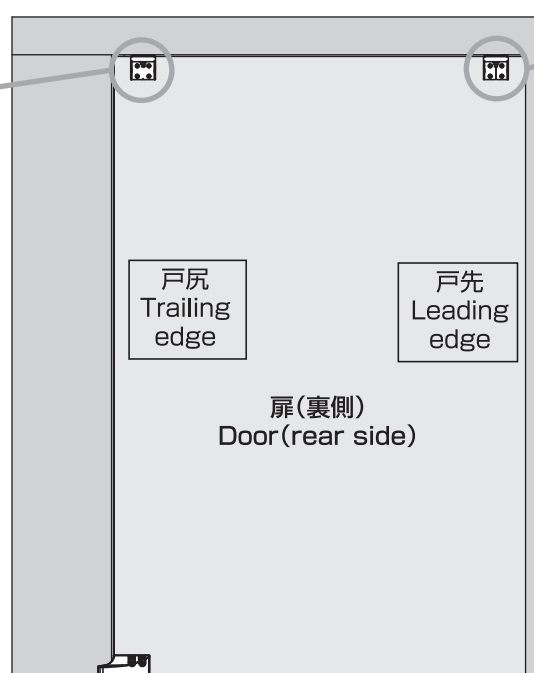 戸尻
Trailing
edge
戸先
Leading
edge
扉(裏側)
Door(rear side)